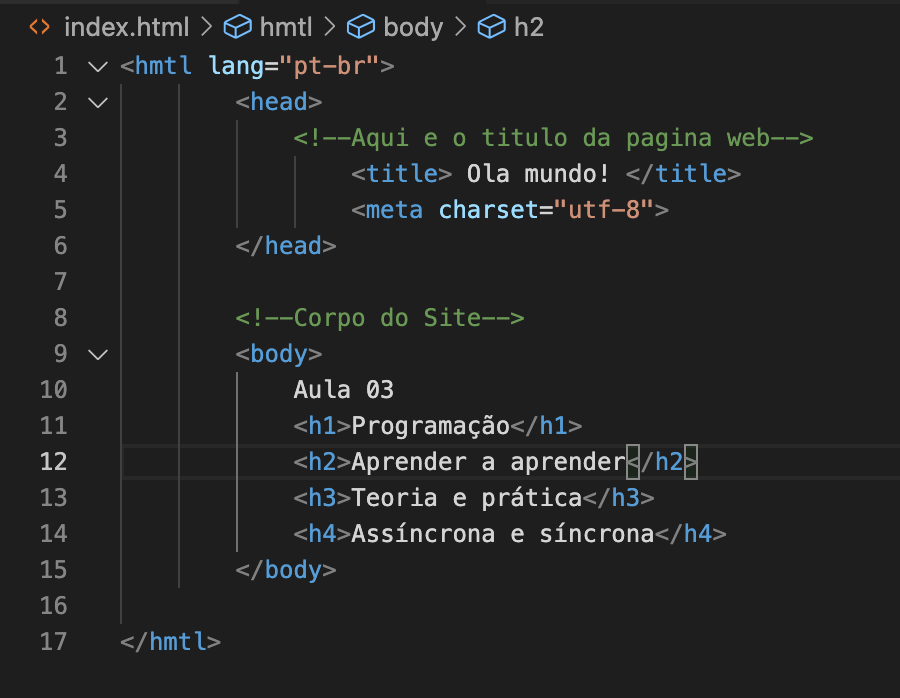 index.html > hmtl > body > h2
1 <hmtl lang="pt-br">
2 <head>
3 <!--Aqui e o titulo da pagina web-->
4 <title> Ola mundo! </title>
5 <meta charset="utf-8">
6 </head>
7
8 <!--Corpo do Site-->
9 <body>
10 Aula 03
11 <h1>Programação</h1>
12 <h2>Aprender a aprender</h2>
13 <h3>Teoria e prática</h3>
14 <h4>Assíncrona e síncrona</h4>
15 </body>
16
17 </hmtl>